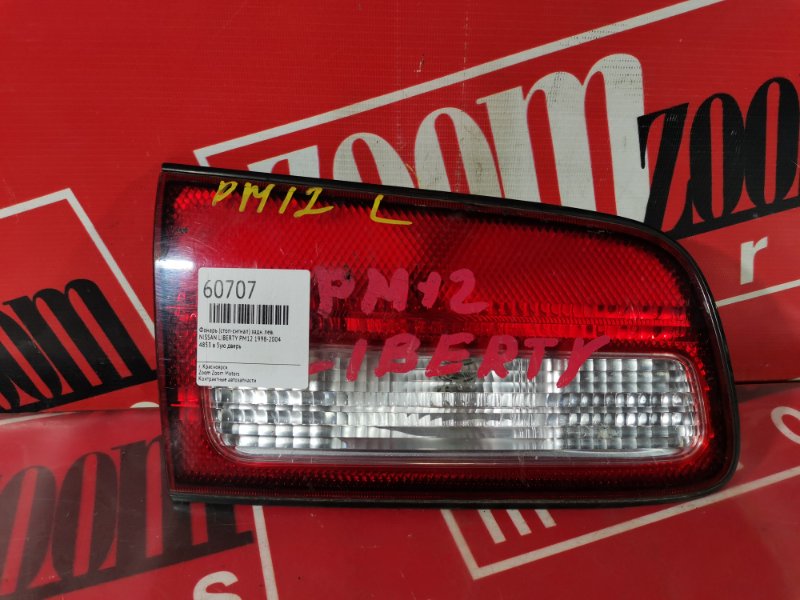 zoom
zoom
r
PM12 L
PM12
LIBERTY
60707
Фонарь (стоп-сигнал) задн. лев.
NISSAN LIBERTY PM12 1998-2004
4853 в 5ую дверь
г. Красноярск
Zoom Zoom Motors
Контрактные автозапчасти
zoom
s
m